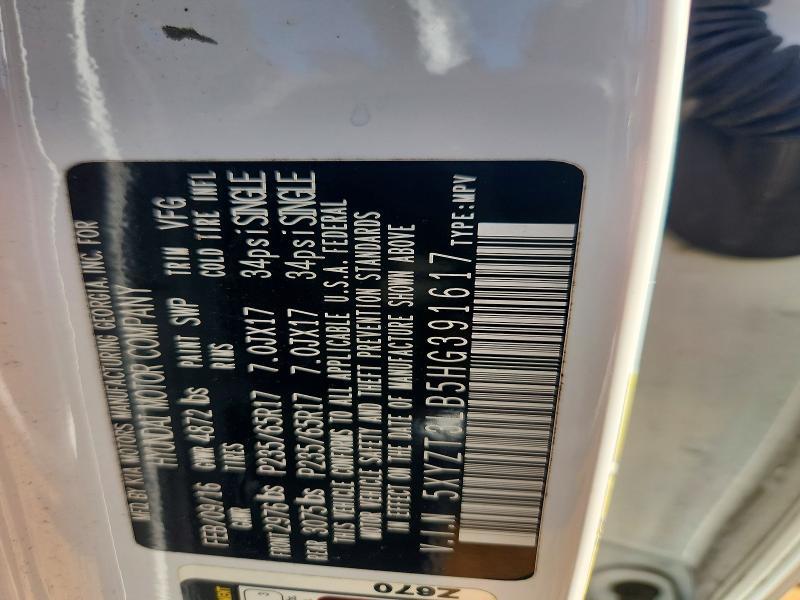 MFD BY KIA MOTORS MANUFACTURING GEORGIA, INC. FOR
HYUNDAI MOTOR COMPANY
FEB/09/16 PAINT SWP TRIM VFG
GVWR 4872 lbs
GAWR TIRES RIMS COLD TIRE INFL
FRONT 2976 lbs P235/65R17 7.0JX17 34psi SINGLE
REAR 3075 lbs P235/65R17 7.0JX17 34psi SINGLE
THIS VEHICLE CONFORMS TO ALL APPLICABLE U.S.A. FEDERAL
MOTOR VEHICLE SAFETY AND THEFT PREVENTION STANDARDS
IN EFFECT ON THE DATE OF MANUFACTURE SHOWN ABOVE
V.I.N. 5XYZT LB5HG391617 TYPE:MPV
Z670